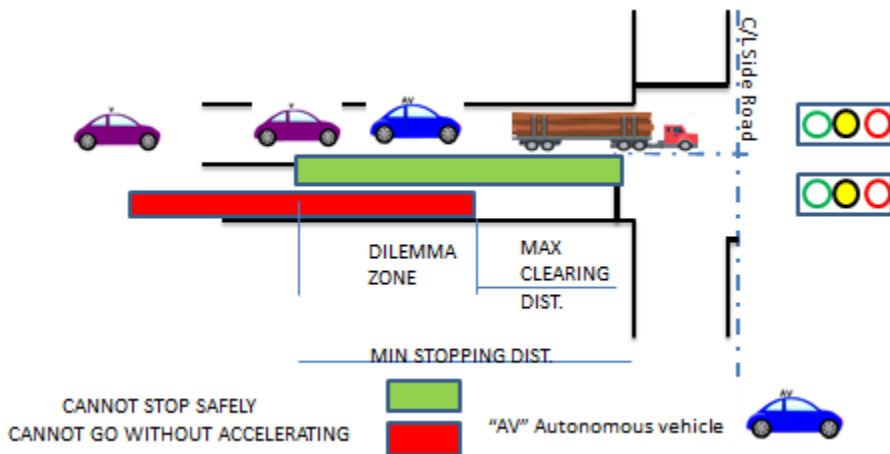 C/L Side Road
V
V
AV
DILEMMA
ZONE
MAX
CLEARING
DIST.
MIN STOPPING DIST.
CANNOT STOP SAFELY
CANNOT GO WITHOUT ACCELERATING
“AV” Autonomous vehicle
AV